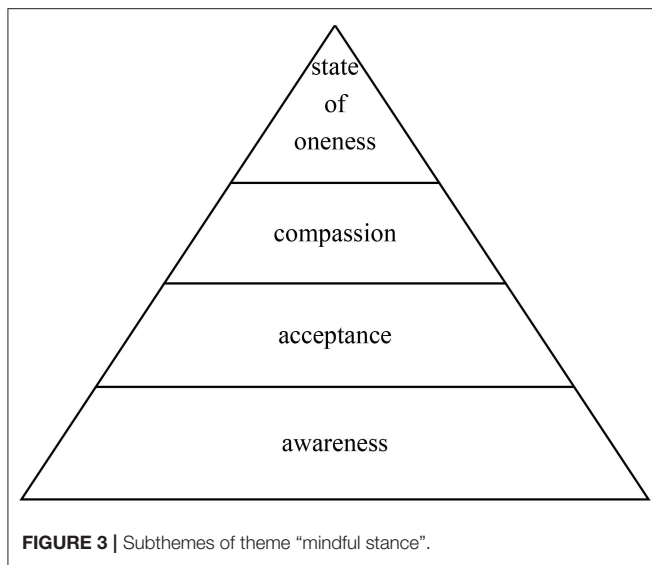 state
of
oneness
compassion
acceptance
awareness
FIGURE 3 | Subthemes of theme “mindful stance”.